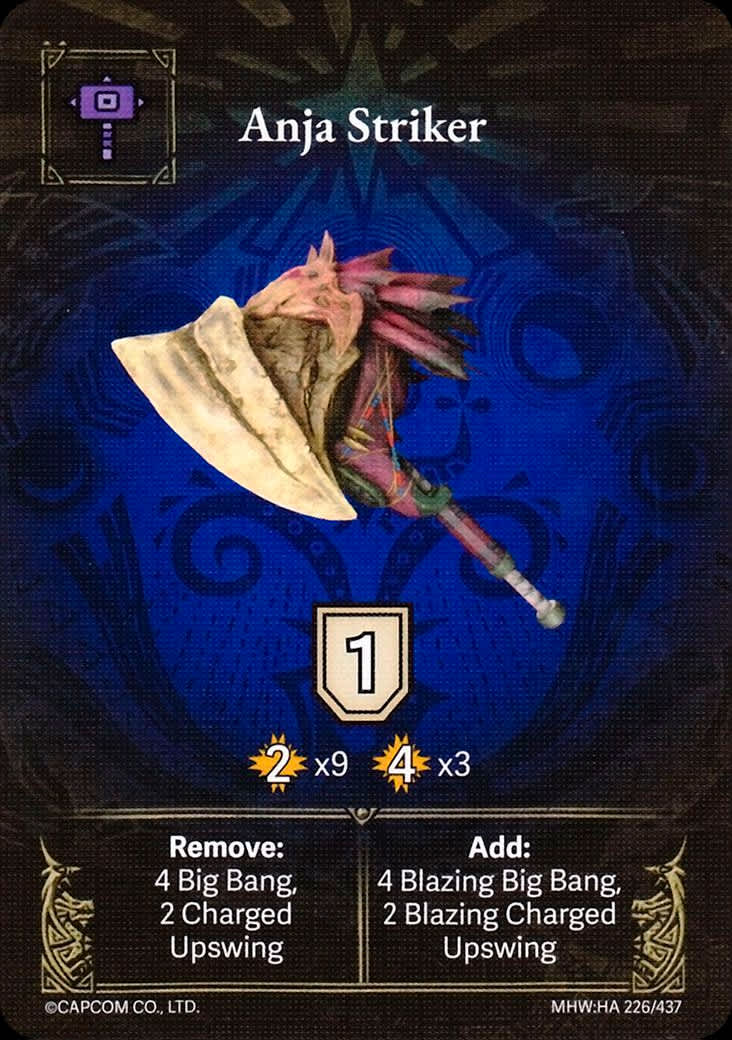 Anja Striker
1
2 x9 4 x3
Remove:
4 Big Bang,
2 Charged
Upswing
Add:
4 Blazing Big Bang,
2 Blazing Charged
Upswing
©CAPCOM CO., LTD.
MHW:HA 226/437